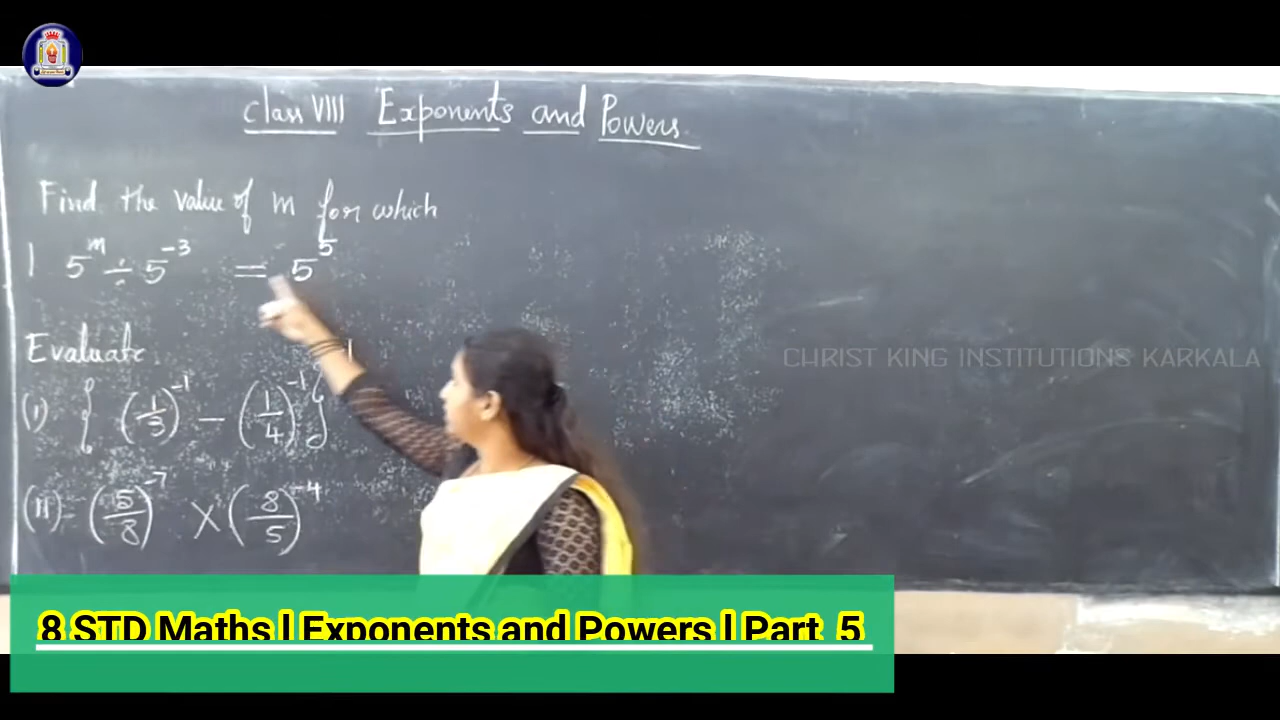 Class VIII Exponents and Powers.
Find the value of m for which
1 5^m ÷ 5^-3 = 5^5
Evaluate
(i) { (1/3)^-1 - (1/4)^-1 }^-1
(ii) (5/8)^-7 X (8/5)^-4
CHRIST KING INSTITUTIONS KARKALA
8 STD Maths | Exponents and Powers | Part 5